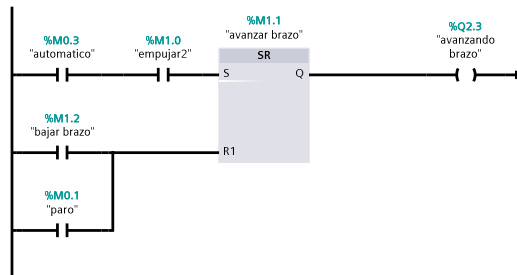 %M0.3
"automatico"
%M1.0
"empujar2"
%M1.1
"avanzar brazo"
SR
S
Q
%Q2.3
"avanzando
brazo"
%M1.2
"bajar brazo"
R1
%M0.1
"paro"